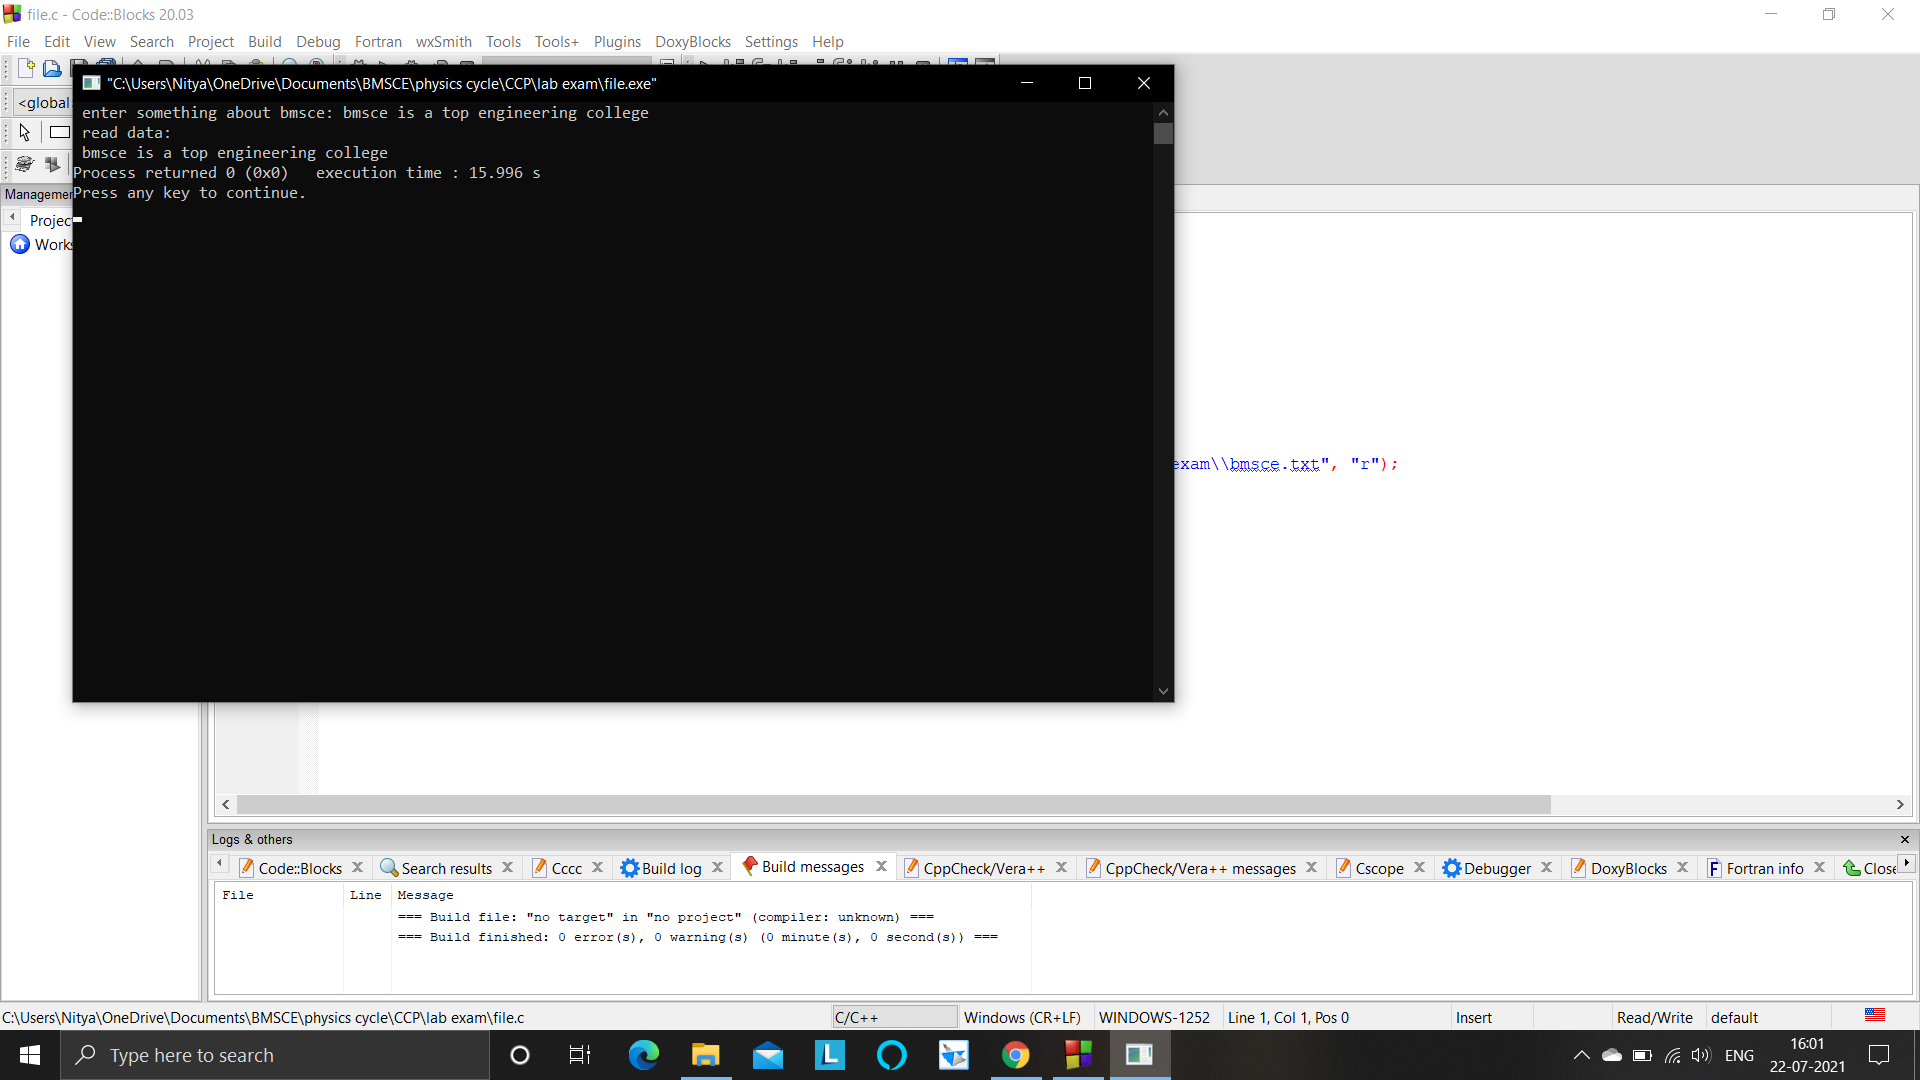 file.c - Code::Blocks 20.03
File Edit View Search Project Build Debug Fortran wxSmith Tools Tools+ Plugins DoxyBlocks Settings Help
"C:\Users\Nitya\OneDrive\Documents\BMSCE\physics cycle\CCP\lab exam\file.exe"
<global
enter something about bmsce: bmsce is a top engineering college
read data:
bmsce is a top engineering college
Process returned 0 (0x0)   execution time : 15.996 s
Press any key to continue.
Management
Project
Works
exam\\bmsce.txt", "r");
Logs & others
Code::Blocks Search results Cccc Build log Build messages CppCheck/Vera++ CppCheck/Vera++ messages Cscope Debugger DoxyBlocks Fortran info Close
File Line Message
=== Build file: "no target" in "no project" (compiler: unknown) ===
=== Build finished: 0 error(s), 0 warning(s) (0 minute(s), 0 second(s)) ===
C:\Users\Nitya\OneDrive\Documents\BMSCE\physics cycle\CCP\lab exam\file.c C/C++ Windows (CR+LF) WINDOWS-1252 Line 1, Col 1, Pos 0 Insert Read/Write default
Type here to search
ENG
16:01
22-07-2021